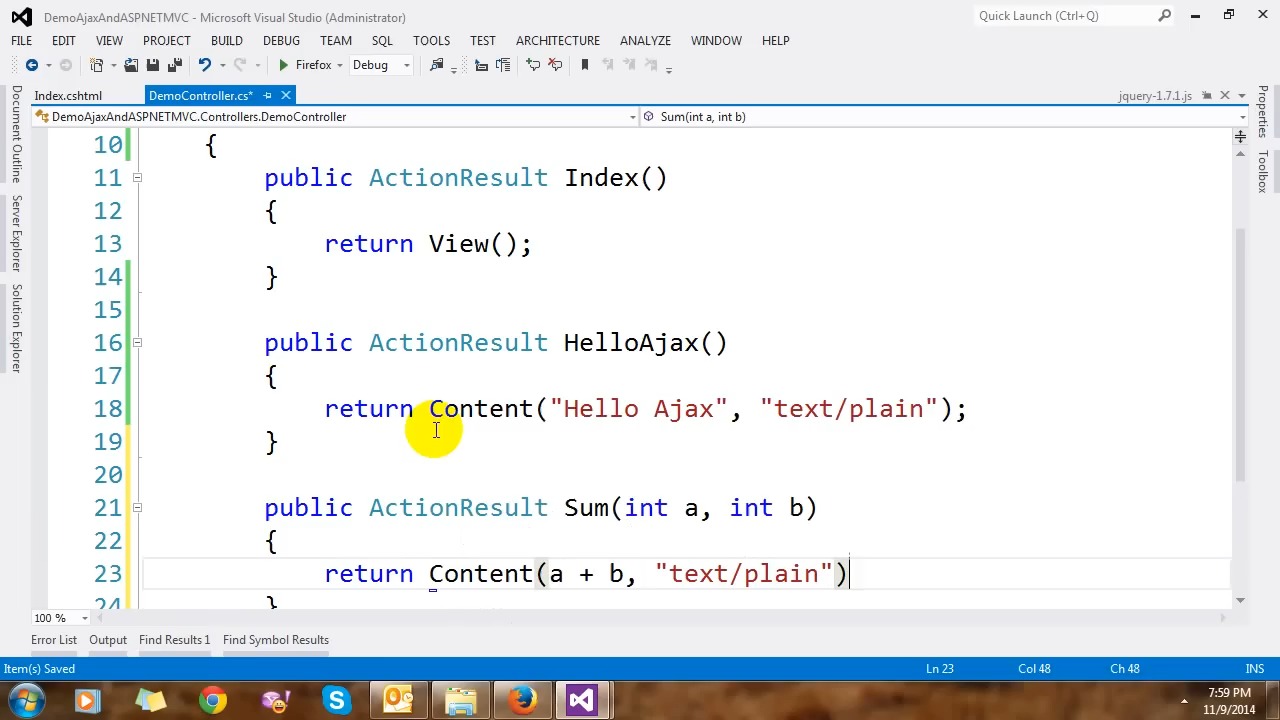 DemoAjaxAndASPNETMVC - Microsoft Visual Studio (Administrator)
Quick Launch (Ctrl+Q)
FILE EDIT VIEW PROJECT BUILD DEBUG TEAM SQL TOOLS TEST ARCHITECTURE ANALYZE WINDOW HELP
Firefox Debug
Index.cshtml DemoController.cs* jquery-1.7.1.js
DemoAjaxAndASPNETMVC.Controllers.DemoController Sum(int a, int b)
Document Outline
Server Explorer
Solution Explorer
Properties
Toolbox
10 {
11 public ActionResult Index()
12 {
13 return View();
14 }
15
16 public ActionResult HelloAjax()
17 {
18 return Content("Hello Ajax", "text/plain");
19 }
20
21 public ActionResult Sum(int a, int b)
22 {
23 return Content(a + b, "text/plain")
24 }
100 %
Error List Output Find Results 1 Find Symbol Results
Item(s) Saved Ln 23 Col 48 Ch 48 INS
7:59 PM
11/9/2014